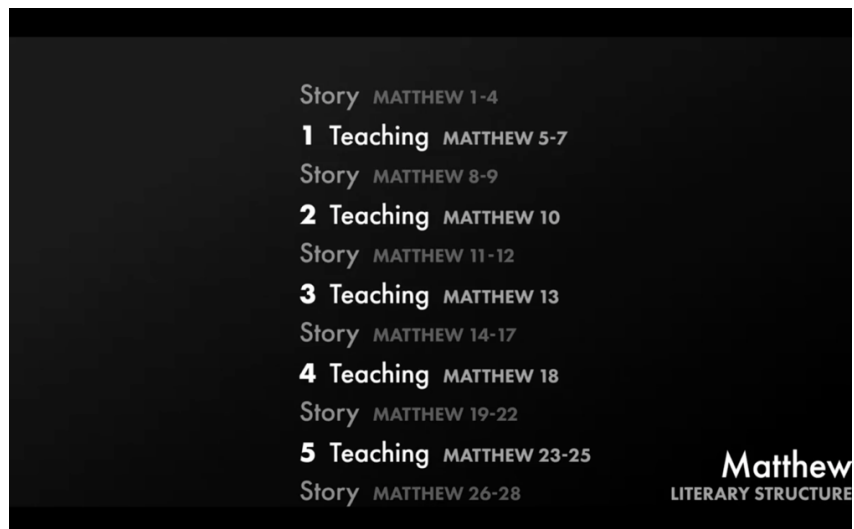 Story MATTHEW 1-4
1 Teaching MATTHEW 5-7
Story MATTHEW 8-9
2 Teaching MATTHEW 10
Story MATTHEW 11-12
3 Teaching MATTHEW 13
Story MATTHEW 14-17
4 Teaching MATTHEW 18
Story MATTHEW 19-22
5 Teaching MATTHEW 23-25
Story MATTHEW 26-28
Matthew
LITERARY STRUCTURE